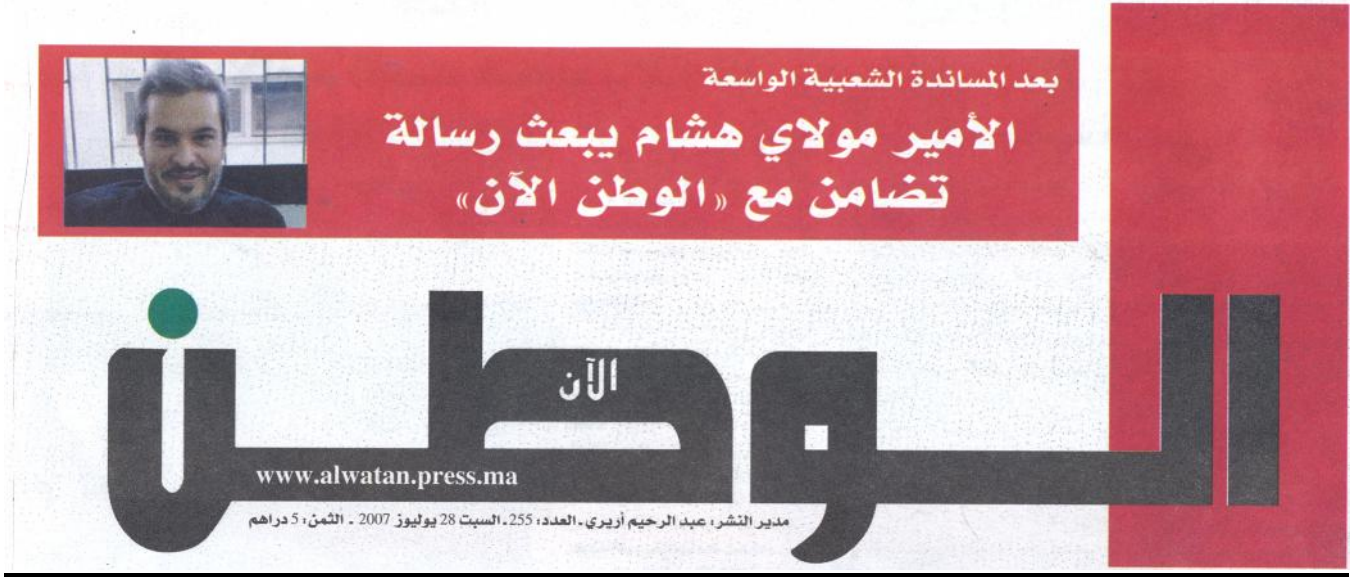 بعد المساندة الشعبية الواسعة
الأمير مولاي هشام يبعث رسالة
تضامن مع «الوطن الآن»
الوطن
الآن
www.alwatan.press.ma
مدير النشر: عبد الرحيم أريري - العدد: 255 - السبت 28 يوليوز 2007 - الثمن: 5 دراهم